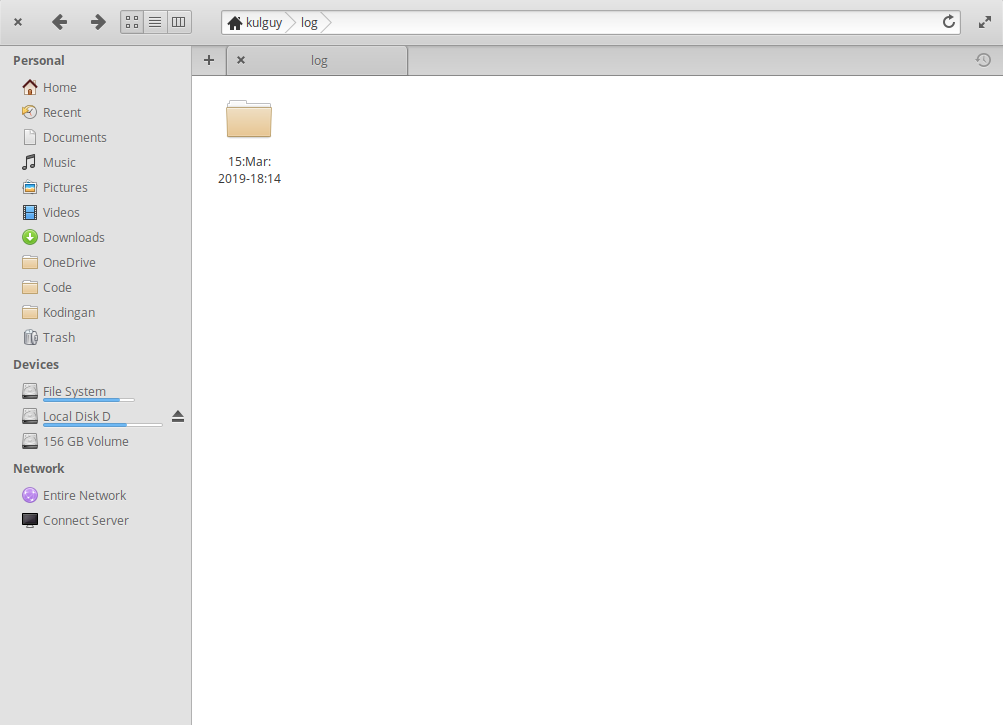 kulguy log
log
Personal
Home
Recent
Documents
Music
Pictures
Videos
Downloads
OneDrive
Code
Kodingan
Trash
Devices
File System
Local Disk D
156 GB Volume
Network
Entire Network
Connect Server
15:Mar:
2019-18:14